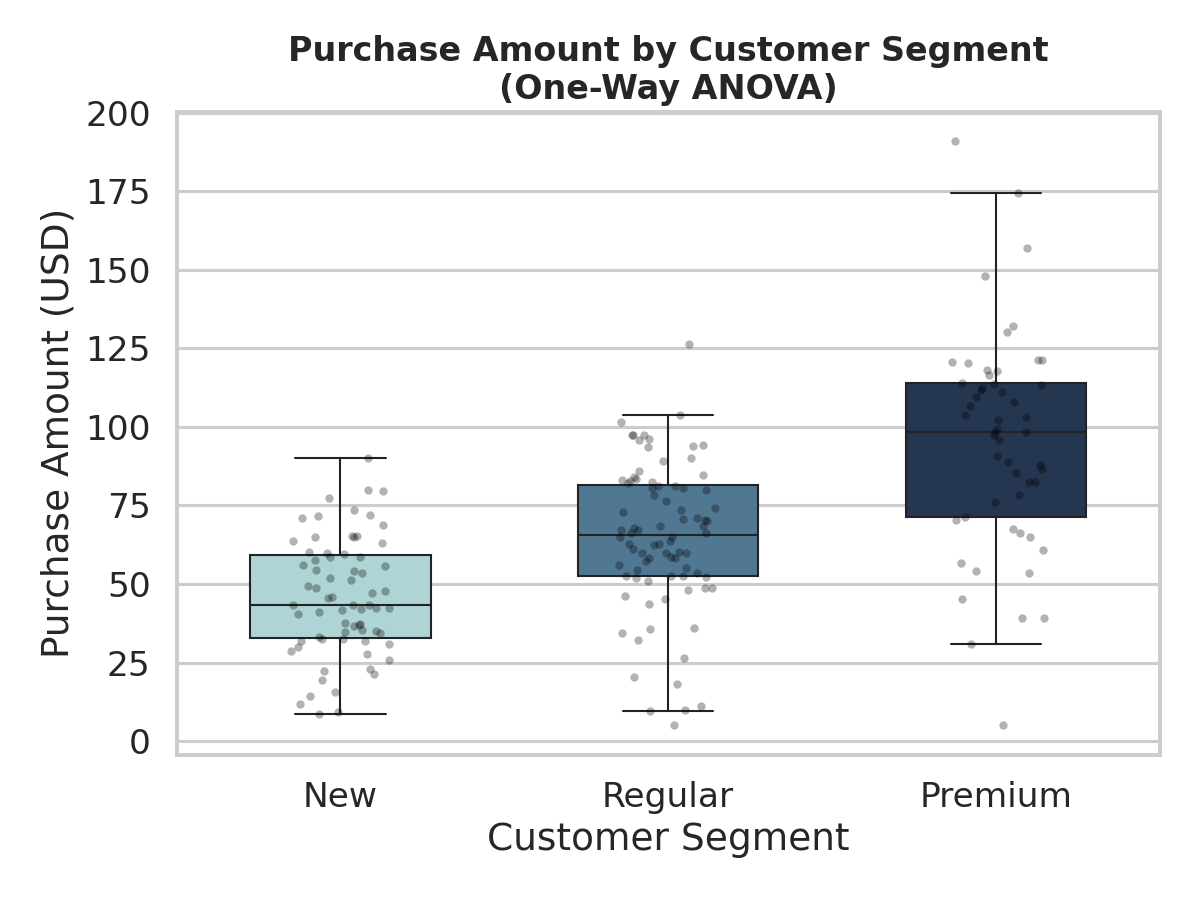 Purchase Amount by Customer Segment
(One-Way ANOVA)
Purchase Amount (USD)
200
175
150
125
100
75
50
25
0
New Regular Premium
Customer Segment